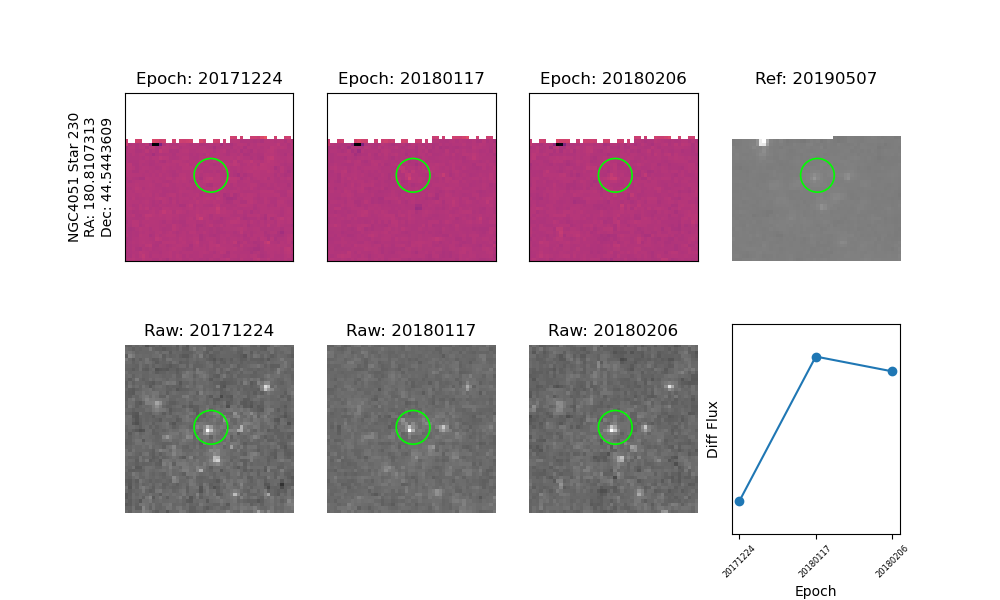 Epoch: 20171224
Epoch: 20180117
Epoch: 20180206
Ref: 20190507
NGC4051 Star 230
RA: 180.8107313
Dec: 44.5443609
Raw: 20171224
Raw: 20180117
Raw: 20180206
Diff Flux
20171224
20180117
20180206
Epoch